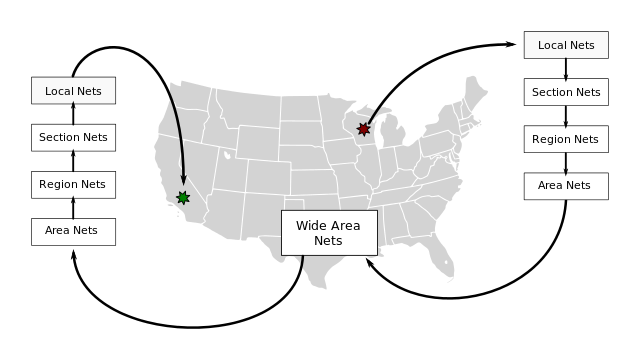 Local Nets
Section Nets
Region Nets
Area Nets
Wide Area
Nets
Local Nets
Section Nets
Region Nets
Area Nets